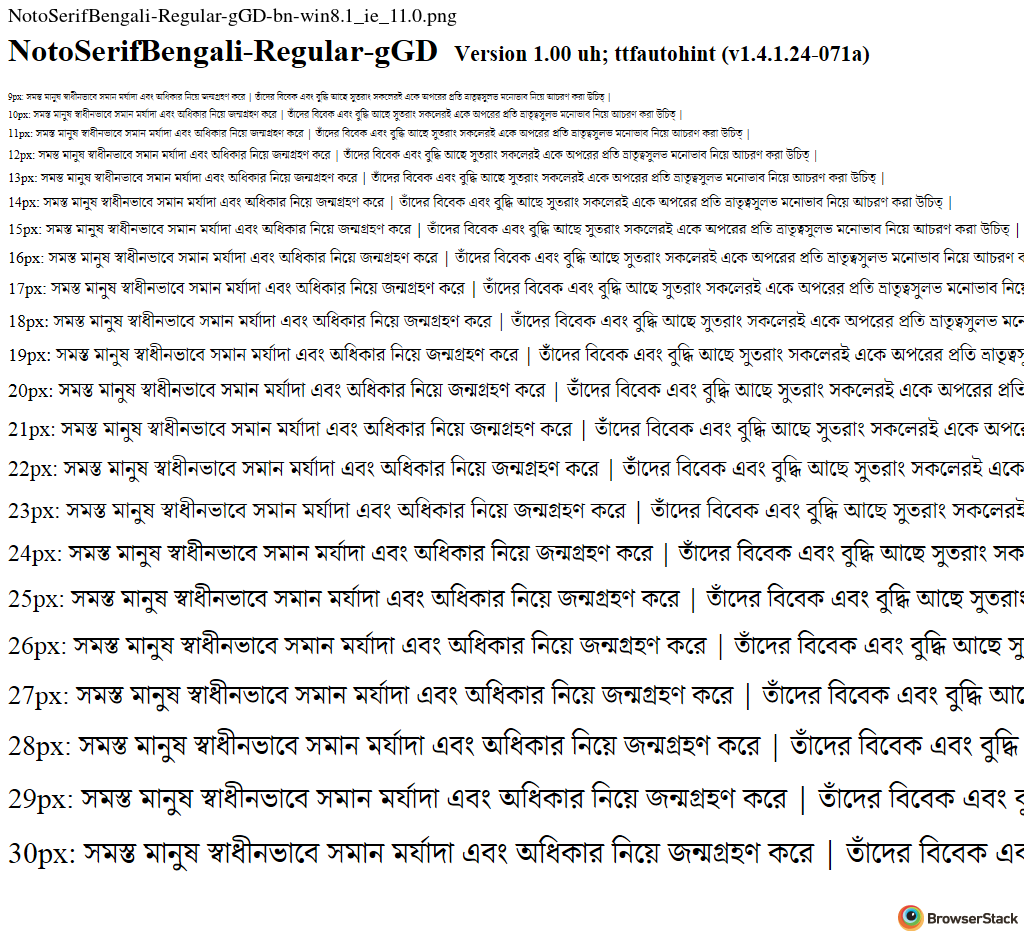 NotoSerifBengali-Regular-gGD-bn-win8.1_ie_11.0.png
NotoSerifBengali-Regular-gGD Version 1.00 uh; ttfautohint (v1.4.1.24-071a)
9px: সমস্ত মানুষ স্বাধীনভাবে সমান মর্যাদা এবং অধিকার নিয়ে জন্মগ্রহণ করে | তাঁদের বিবেক এবং বুদ্ধি আছে সুতরাং সকলেরই একে অপরের প্রতি ভ্রাতৃত্বসুলভ মনোভাব নিয়ে আচরণ করা উচিত্ |
10px: সমস্ত মানুষ স্বাধীনভাবে সমান মর্যাদা এবং অধিকার নিয়ে জন্মগ্রহণ করে | তাঁদের বিবেক এবং বুদ্ধি আছে সুতরাং সকলেরই একে অপরের প্রতি ভ্রাতৃত্বসুলভ মনোভাব নিয়ে আচরণ করা উচিত্ |
11px: সমস্ত মানুষ স্বাধীনভাবে সমান মর্যাদা এবং অধিকার নিয়ে জন্মগ্রহণ করে | তাঁদের বিবেক এবং বুদ্ধি আছে সুতরাং সকলেরই একে অপরের প্রতি ভ্রাতৃত্বসুলভ মনোভাব নিয়ে আচরণ করা উচিত্ |
12px: সমস্ত মানুষ স্বাধীনভাবে সমান মর্যাদা এবং অধিকার নিয়ে জন্মগ্রহণ করে | তাঁদের বিবেক এবং বুদ্ধি আছে সুতরাং সকলেরই একে অপরের প্রতি ভ্রাতৃত্বসুলভ মনোভাব নিয়ে আচরণ করা উচিত্ |
13px: সমস্ত মানুষ স্বাধীনভাবে সমান মর্যাদা এবং অধিকার নিয়ে জন্মগ্রহণ করে | তাঁদের বিবেক এবং বুদ্ধি আছে সুতরাং সকলেরই একে অপরের প্রতি ভ্রাতৃত্বসুলভ মনোভাব নিয়ে আচরণ করা উচিত্ |
14px: সমস্ত মানুষ স্বাধীনভাবে সমান মর্যাদা এবং অধিকার নিয়ে জন্মগ্রহণ করে | তাঁদের বিবেক এবং বুদ্ধি আছে সুতরাং সকলেরই একে অপরের প্রতি ভ্রাতৃত্বসুলভ মনোভাব নিয়ে আচরণ করা উচিত্ |
15px: সমস্ত মানুষ স্বাধীনভাবে সমান মর্যাদা এবং অধিকার নিয়ে জন্মগ্রহণ করে | তাঁদের বিবেক এবং বুদ্ধি আছে সুতরাং সকলেরই একে অপরের প্রতি ভ্রাতৃত্বসুলভ মনোভাব নিয়ে আচরণ করা উচিত্ |
16px: সমস্ত মানুষ স্বাধীনভাবে সমান মর্যাদা এবং অধিকার নিয়ে জন্মগ্রহণ করে | তাঁদের বিবেক এবং বুদ্ধি আছে সুতরাং সকলেরই একে অপরের প্রতি ভ্রাতৃত্বসুলভ মনোভাব নিয়ে আচরণ
17px: সমস্ত মানুষ স্বাধীনভাবে সমান মর্যাদা এবং অধিকার নিয়ে জন্মগ্রহণ করে | তাঁদের বিবেক এবং বুদ্ধি আছে সুতরাং সকলেরই একে অপরের প্রতি ভ্রাতৃত্বসুলভ মনোভাব নিয়ে
18px: সমস্ত মানুষ স্বাধীনভাবে সমান মর্যাদা এবং অধিকার নিয়ে জন্মগ্রহণ করে | তাঁদের বিবেক এবং বুদ্ধি আছে সুতরাং সকলেরই একে অপরের প্রতি ভ্রাতৃত্বসুলভ
19px: সমস্ত মানুষ স্বাধীনভাবে সমান মর্যাদা এবং অধিকার নিয়ে জন্মগ্রহণ করে | তাঁদের বিবেক এবং বুদ্ধি আছে সুতরাং সকলেরই একে অপরের প্রতি
20px: সমস্ত মানুষ স্বাধীনভাবে সমান মর্যাদা এবং অধিকার নিয়ে জন্মগ্রহণ করে | তাঁদের বিবেক এবং বুদ্ধি আছে সুতরাং সকলেরই একে অপরের প্রতি
21px: সমস্ত মানুষ স্বাধীনভাবে সমান মর্যাদা এবং অধিকার নিয়ে জন্মগ্রহণ করে | তাঁদের বিবেক এবং বুদ্ধি আছে সুতরাং সকলেরই একে
22px: সমস্ত মানুষ স্বাধীনভাবে সমান মর্যাদা এবং অধিকার নিয়ে জন্মগ্রহণ করে | তাঁদের বিবেক এবং বুদ্ধি আছে সুতরাং সকলেরই একে
23px: সমস্ত মানুষ স্বাধীনভাবে সমান মর্যাদা এবং অধিকার নিয়ে জন্মগ্রহণ করে | তাঁদের বিবেক এবং বুদ্ধি আছে সুতরাং সকলেরই
24px: সমস্ত মানুষ স্বাধীনভাবে সমান মর্যাদা এবং অধিকার নিয়ে জন্মগ্রহণ করে | তাঁদের বিবেক এবং বুদ্ধি আছে সুতরাং সক
25px: সমস্ত মানুষ স্বাধীনভাবে সমান মর্যাদা এবং অধিকার নিয়ে জন্মগ্রহণ করে | তাঁদের বিবেক এবং বুদ্ধি আছে সুতরাং
26px: সমস্ত মানুষ স্বাধীনভাবে সমান মর্যাদা এবং অধিকার নিয়ে জন্মগ্রহণ করে | তাঁদের বিবেক এবং বুদ্ধি আছে সু
27px: সমস্ত মানুষ স্বাধীনভাবে সমান মর্যাদা এবং অধিকার নিয়ে জন্মগ্রহণ করে | তাঁদের বিবেক এবং বুদ্ধি আছে
28px: সমস্ত মানুষ স্বাধীনভাবে সমান মর্যাদা এবং অধিকার নিয়ে জন্মগ্রহণ করে | তাঁদের বিবেক এবং বুদ্ধি
29px: সমস্ত মানুষ স্বাধীনভাবে সমান মর্যাদা এবং অধিকার নিয়ে জন্মগ্রহণ করে | তাঁদের বিবেক এবং
30px: সমস্ত মানুষ স্বাধীনভাবে সমান মর্যাদা এবং অধিকার নিয়ে জন্মগ্রহণ করে | তাঁদের বিবেক এব
BrowserStack